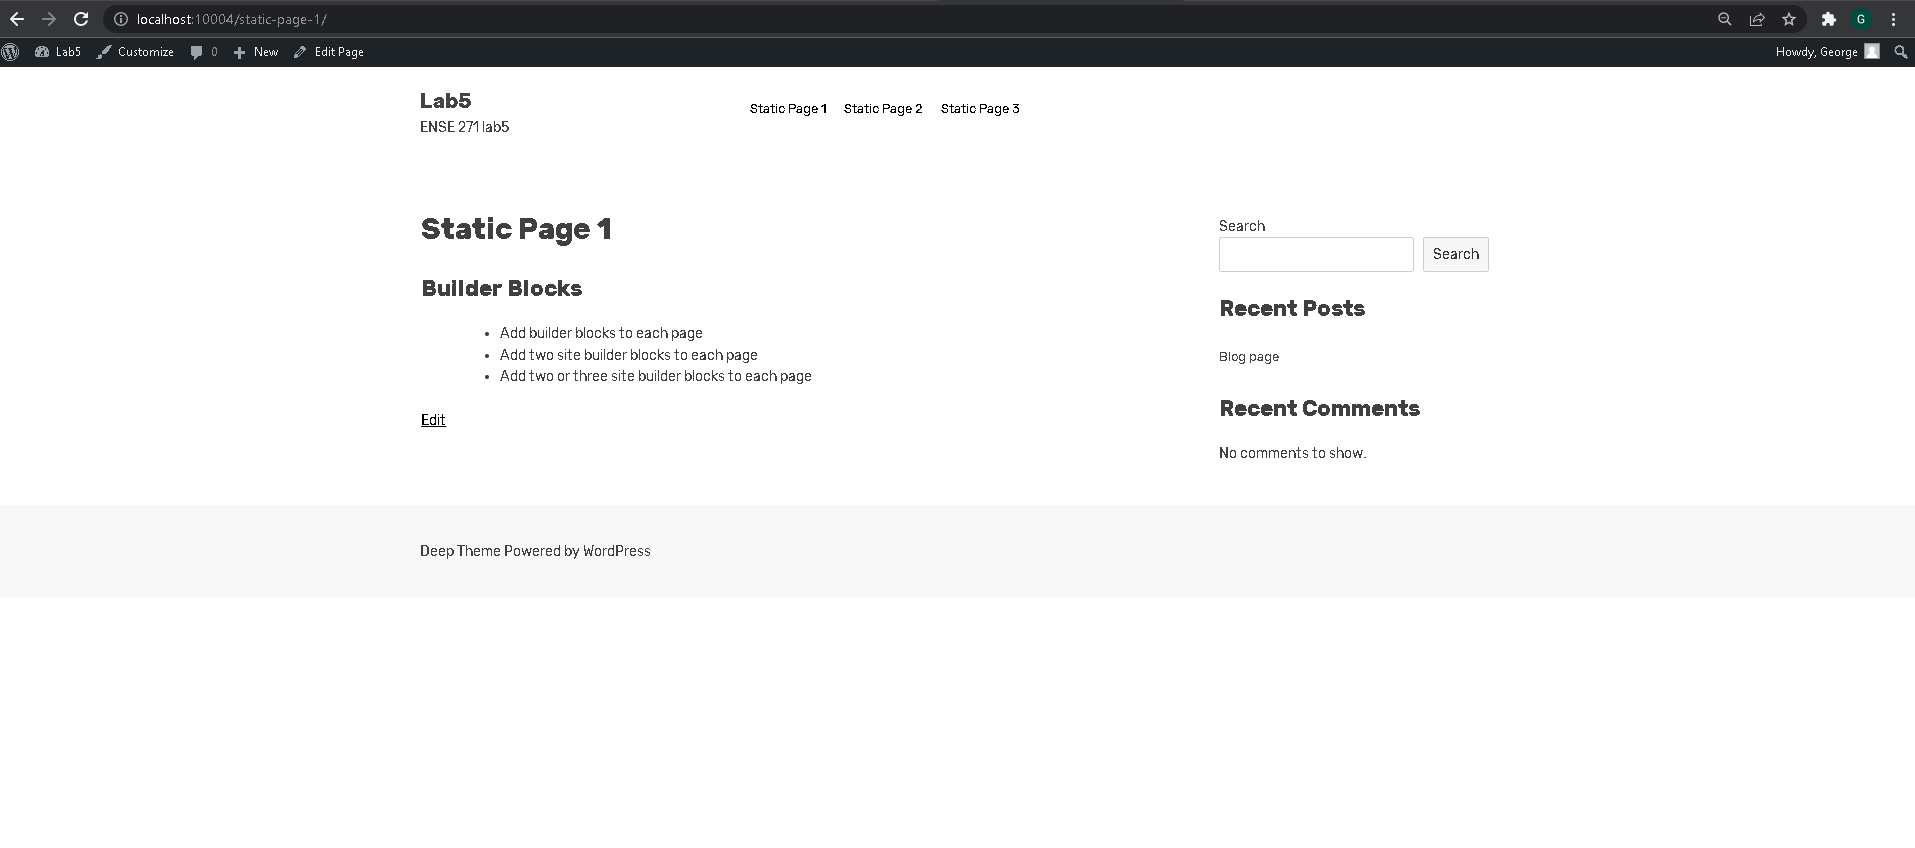 localhost:10004/static-page-1/
G
Lab5 Customize 0 New Edit Page Howdy, George
Lab5
ENSE 271 lab5
Static Page 1 Static Page 2 Static Page 3
Static Page 1
Builder Blocks
• Add builder blocks to each page
• Add two site builder blocks to each page
• Add two or three site builder blocks to each page
Edit
Search
Search
Recent Posts
Blog page
Recent Comments
No comments to show.
Deep Theme Powered by WordPress